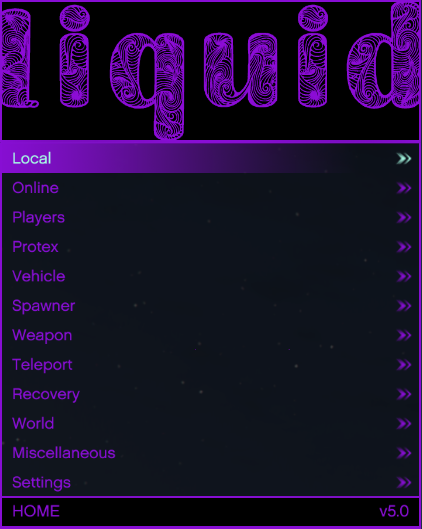 liquid
Local
Online
Players
Protex
Vehicle
Spawner
Weapon
Teleport
Recovery
World
Miscellaneous
Settings
HOME v5.0